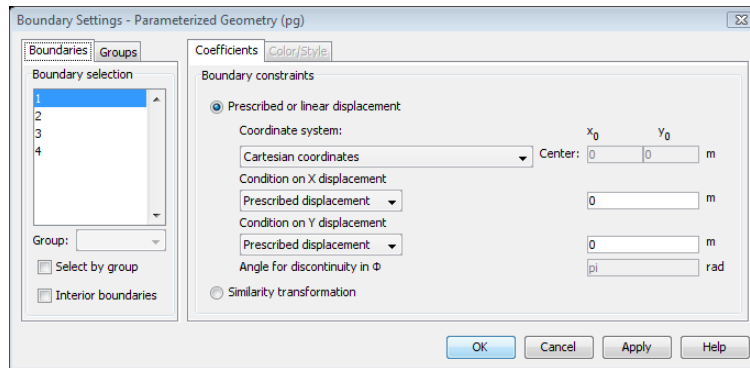 Boundary Settings - Parameterized Geometry (pg)
Boundaries Groups
Boundary selection
1
2
3
4
Group:
Select by group
Interior boundaries
Coefficients Color/Style
Boundary constraints
Prescribed or linear displacement
Coordinate system: x0 y0
Cartesian coordinates Center: 0 0 m
Condition on X displacement
Prescribed displacement 0 m
Condition on Y displacement
Prescribed displacement 0 m
Angle for discontinuity in Φ pi rad
Similarity transformation
OK Cancel Apply Help